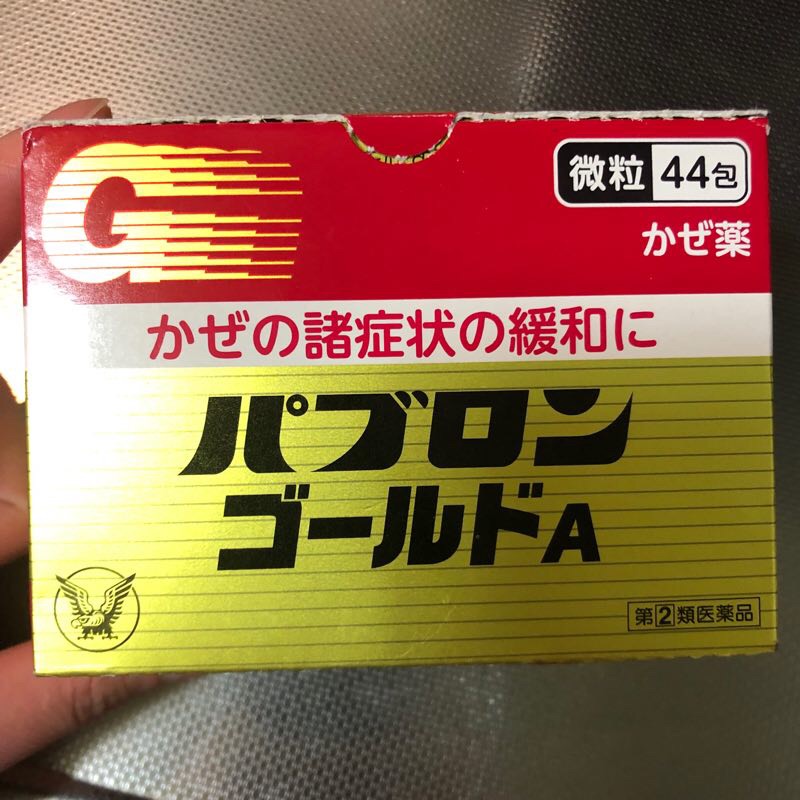 G
微粒 44包
かぜ薬
かぜの諸症状の緩和に
パブロン
ゴールドA
第②類医薬品